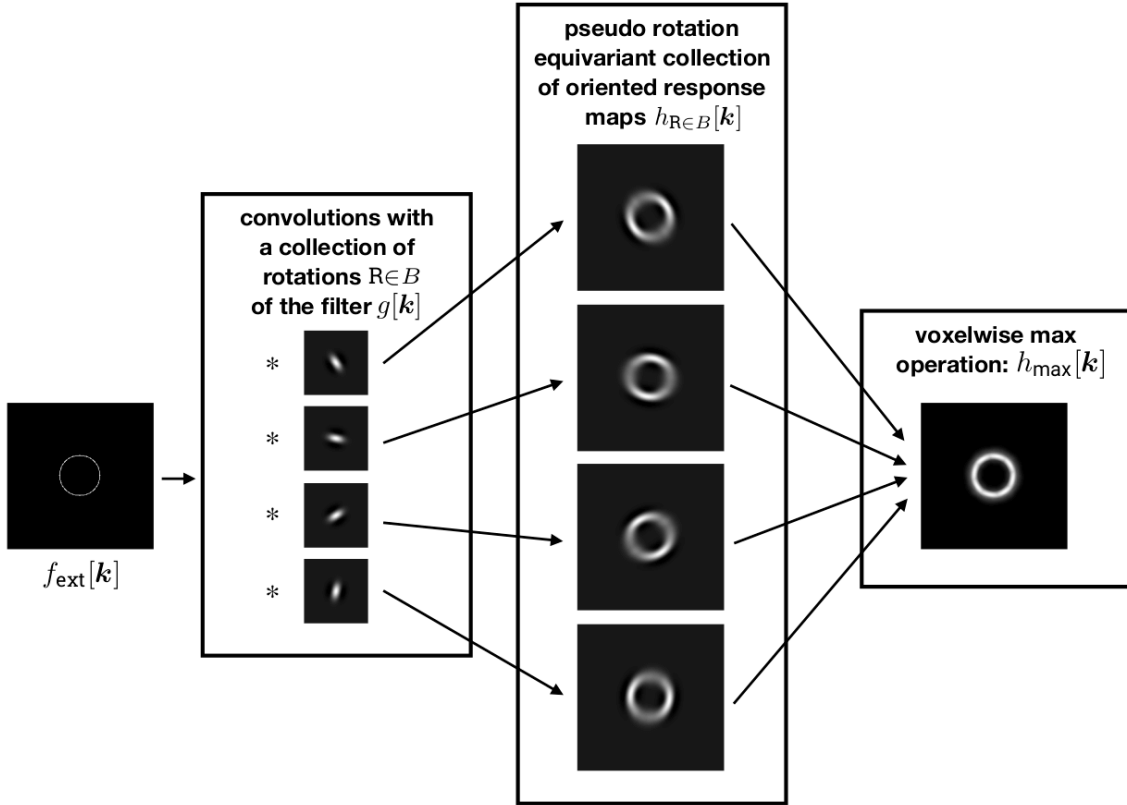 f_ext[k]
convolutions with
a collection of
rotations R∈B
of the filter g[k]
*
*
*
*
pseudo rotation
equivariant collection
of oriented response
maps h_{R∈B}[k]
voxelwise max
operation: h_max[k]